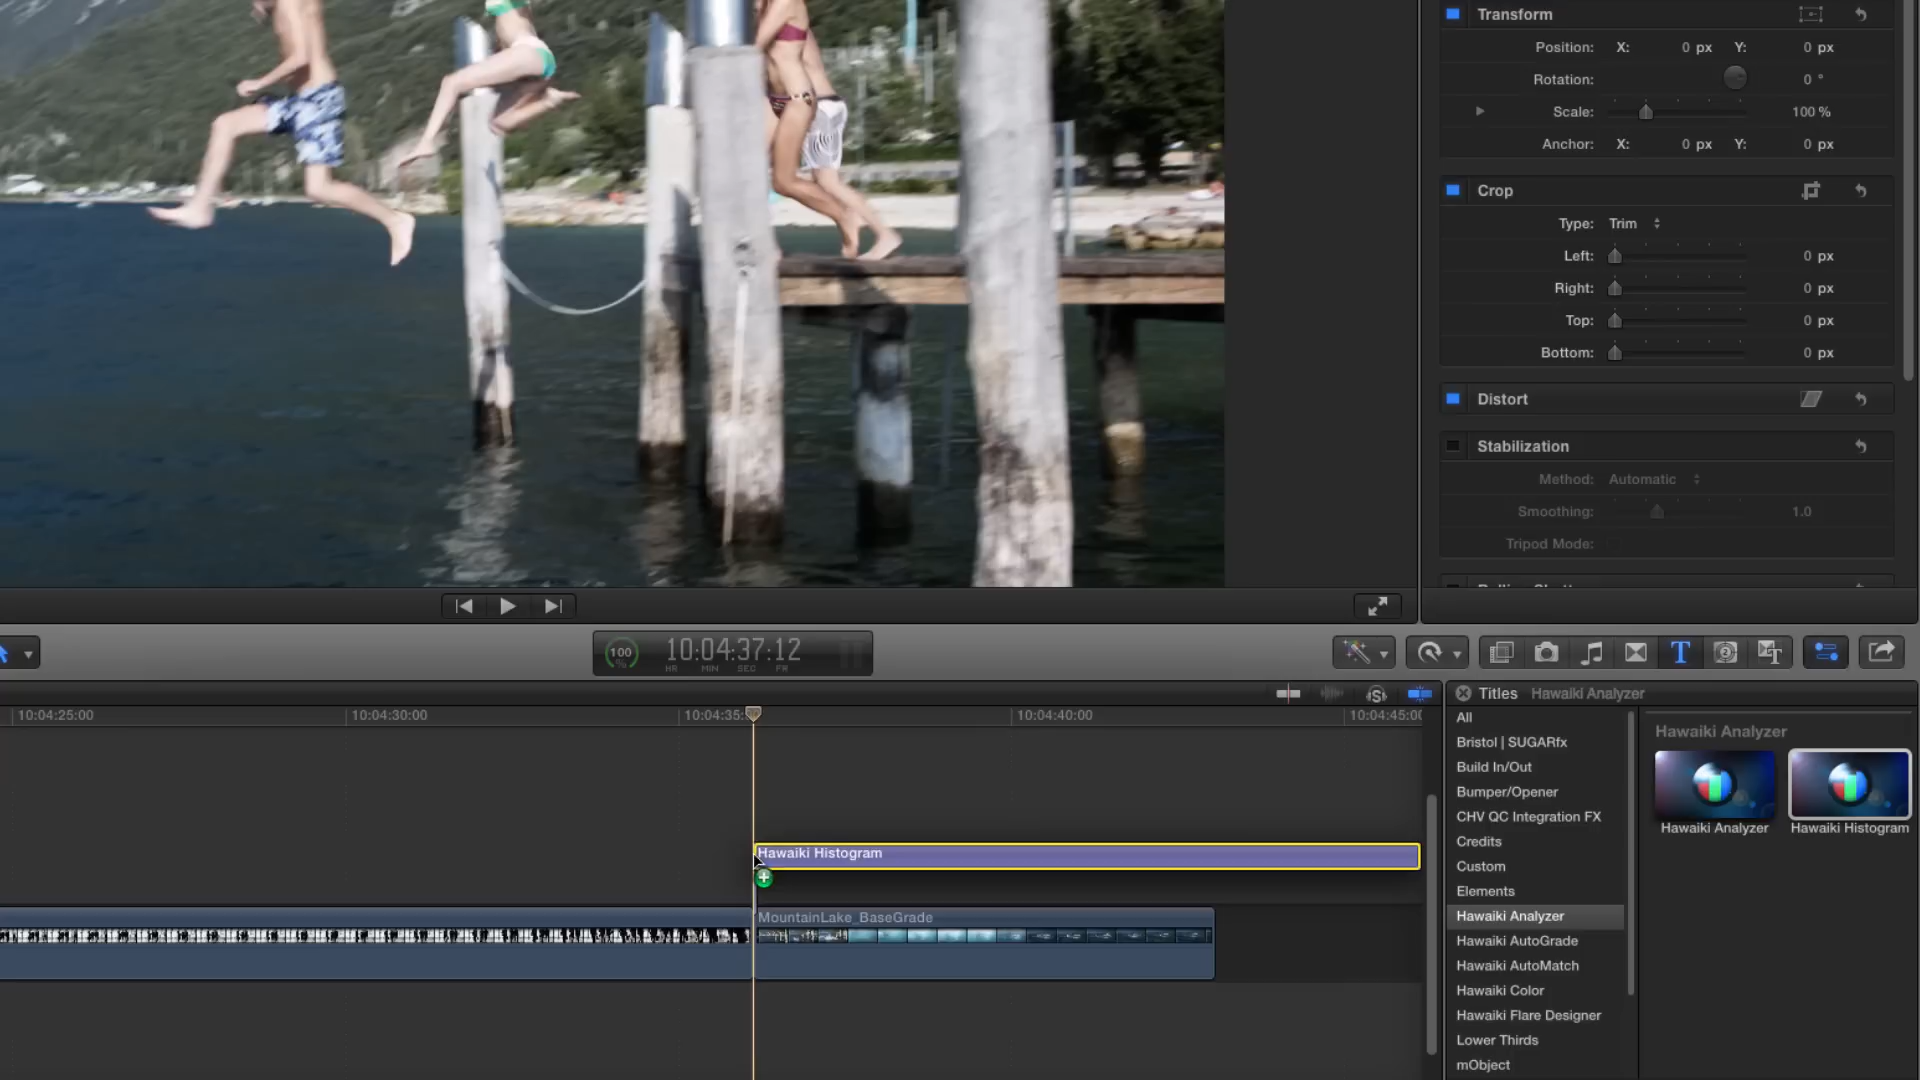 Transform
Position: X: 0 px Y: 0 px
Rotation: 0 °
Scale: 100 %
Anchor: X: 0 px Y: 0 px
Crop
Type: Trim
Left: 0 px
Right: 0 px
Top: 0 px
Bottom: 0 px
Distort
Stabilization
Method: Automatic
Smoothing: 1.0
Tripod Mode:
100 %
10:04:37:12
HR MIN SEC FR
10:04:25:00
10:04:30:00
10:04:35:
10:04:40:00
10:04:45:00
Hawaiki Histogram
MountainLake_BaseGrade
Titles Hawaiki Analyzer
All
Bristol | SUGARfx
Build In/Out
Bumper/Opener
CHV QC Integration FX
Credits
Custom
Elements
Hawaiki Analyzer
Hawaiki AutoGrade
Hawaiki AutoMatch
Hawaiki Color
Hawaiki Flare Designer
Lower Thirds
mObject
Hawaiki Analyzer
Hawaiki Analyzer
Hawaiki Histogram